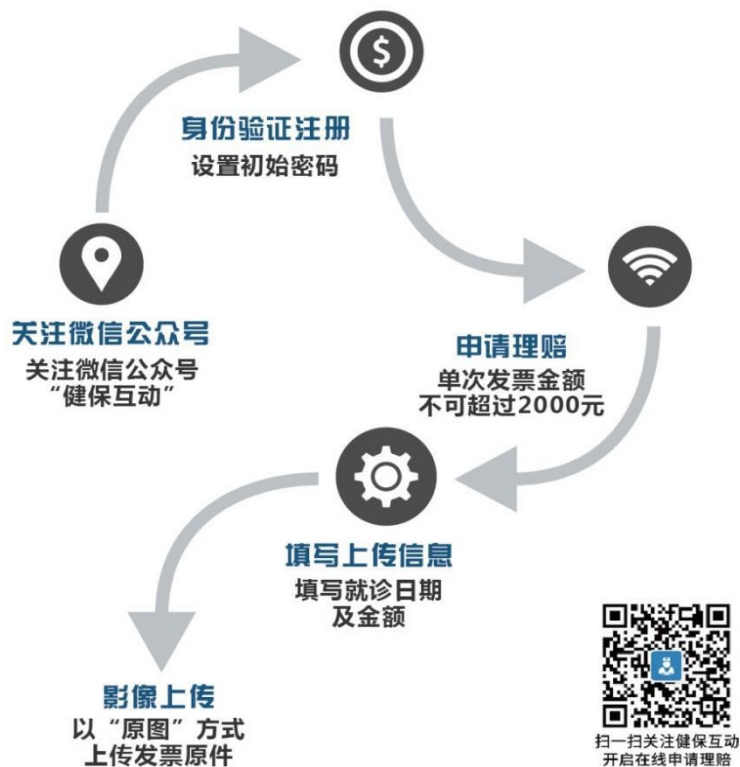 关注微信公众号
关注微信公众号
“健保互动”
身份验证注册
设置初始密码
申请理赔
单次发票金额
不可超过2000元
填写上传信息
填写就诊日期
及金额
影像上传
以“原图”方式
上传发票原件
扫一扫关注健保互动
开启在线申请理赔